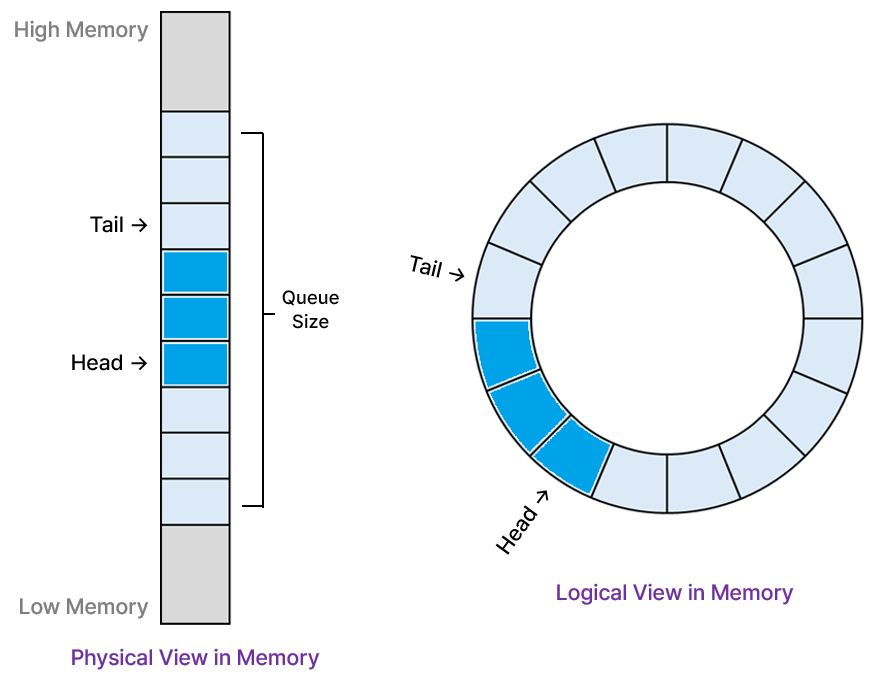 High Memory
Tail →
Queue
Size
Head →
Low Memory
Physical View in Memory
Tail →
Head →
Logical View in Memory